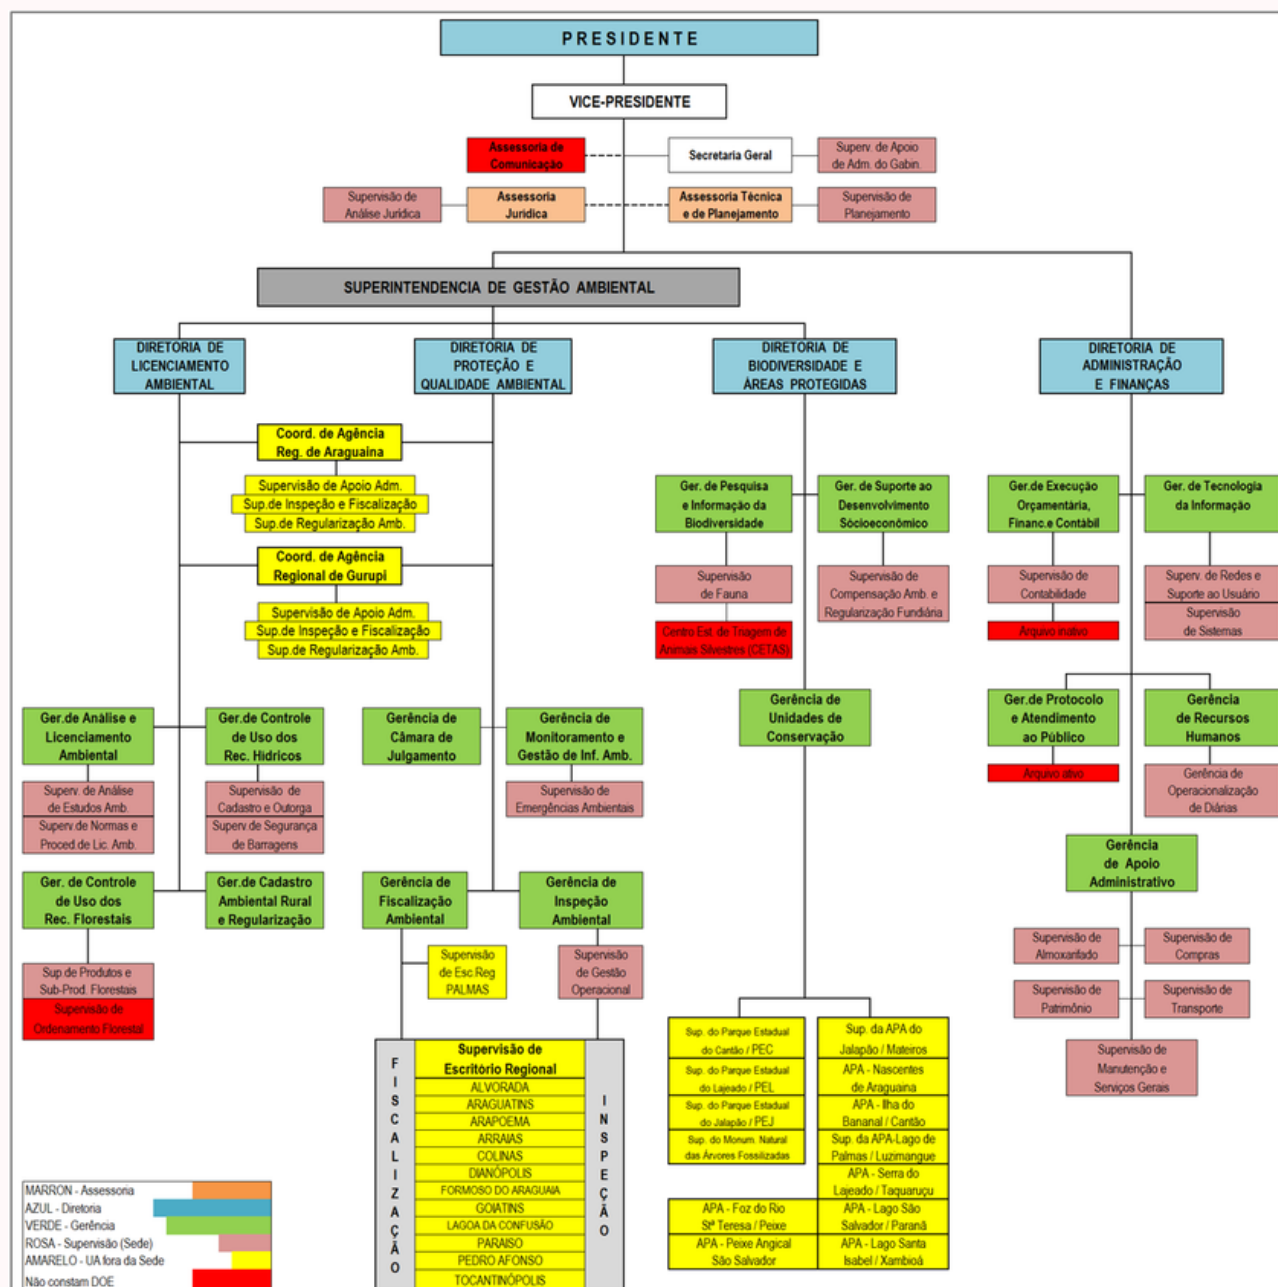 PRESIDENTE
VICE-PRESIDENTE
Assessoria de
Comunicação
Secretaria Geral
Superv. de Apoio
de Adm. do Gabin.
Supervisão de
Análise Jurídica
Assessoria
Jurídica
Assessoria Técnica
e de Planejamento
Supervisão de
Planejamento
SUPERINTENDENCIA DE GESTÃO AMBIENTAL
DIRETORIA DE
LICENCIAMENTO
AMBIENTAL
DIRETORIA DE
PROTEÇÃO E
QUALIDADE AMBIENTAL
DIRETORIA DE
BIODIVERSIDADE E
ÁREAS PROTEGIDAS
DIRETORIA DE
ADMINISTRAÇÃO
E FINANÇAS
Coord. de Agência
Reg. de Araguaina
Supervisão de Apoio Adm.
Sup.de Inspeção e Fiscalização
Sup.de Regularização Amb.
Coord. de Agência
Regional de Gurupi
Supervisão de Apoio Adm.
Sup.de Inspeção e Fiscalização
Sup.de Regularização Amb.
Ger. de Pesquisa
e Informação da
Biodiversidade
Ger. de Suporte ao
Desenvolvimento
Sócioeconômico
Ger.de Execução
Orçamentária,
Financ.e Contábil
Ger. de Tecnologia
da Informação
Supervisão
de Fauna
Centro Est. de Triagem de
Animais Silvestres (CETAS)
Supervisão de
Compensação Amb. e
Regularização Fundiária
Supervisão de
Contabilidade
Arquivo inativo
Superv. de Redes e
Suporte ao Usuário
Supervisão
de Sistemas
Gerência de
Unidades de
Conservação
Ger.de Protocolo
e Atendimento
ao Público
Arquivo ativo
Gerência
de Recursos
Humanos
Gerência de
Operacionalização
de Diárias
Ger.de Análise e
Licenciamento
Ambiental
Ger.de Controle
de Uso dos
Rec. Hídricos
Gerência de
Câmara de
Julgamento
Gerência de
Monitoramento e
Gestão de Inf. Amb.
Superv. de Análise
de Estudos Amb.
Superv.de Normas e
Proced.de Lic. Amb.
Supervisão de
Cadastro e Outorga
Superv.de Segurança
de Barragens
Supervisão de
Emergências Ambientais
Gerência
de Apoio
Administrativo
Ger. de Controle
de Uso dos
Rec. Florestais
Ger.de Cadastro
Ambiental Rural
e Regularização
Gerência de
Fiscalização
Ambiental
Gerência de
Inspeção
Ambiental
Sup.de Produtos e
Sub-Prod. Florestais
Supervisão de
Ordenamento Florestal
Supervisão
de Esc.Reg
PALMAS
Supervisão
de Gestão
Operacional
Supervisão de
Almoxarifado
Supervisão de
Compras
Supervisão de
Patrimônio
Supervisão de
Transporte
Supervisão de
Manutenção e
Serviços Gerais
FISCALIZAÇÃO
Supervisão de
Escritório Regional
ALVORADA
ARAGUATINS
ARAPOEMA
ARRAIAS
COLINAS
DIANÓPOLIS
FORMOSO DO ARAGUAIA
GOIATINS
LAGOA DA CONFUSÃO
PARAISO
PEDRO AFONSO
TOCANTINÓPOLIS
INSPEÇÃO
Sup. do Parque Estadual
do Cantão / PEC
Sup. do Parque Estadual
do Lajeado / PEL
Sup. do Parque Estadual
do Jalapão / PEJ
Sup. do Monum. Natural
das Árvores Fossilizadas
APA - Foz do Rio
Stª Teresa / Peixe
APA - Peixe Angical
São Salvador
Sup. da APA do
Jalapão / Mateiros
APA - Nascentes
de Araguaina
APA - Ilha do
Bananal / Cantão
Sup. da APA-Lago de
Palmas / Luzimangue
APA - Serra do
Lajeado / Taquaruçu
APA - Lago São
Salvador / Paranã
APA - Lago Santa
Isabel / Xambioá
MARRON - Assessoria
AZUL - Diretoria
VERDE - Gerência
ROSA - Supervisão (Sede)
AMARELO - UA fora da Sede
Não constam DOE